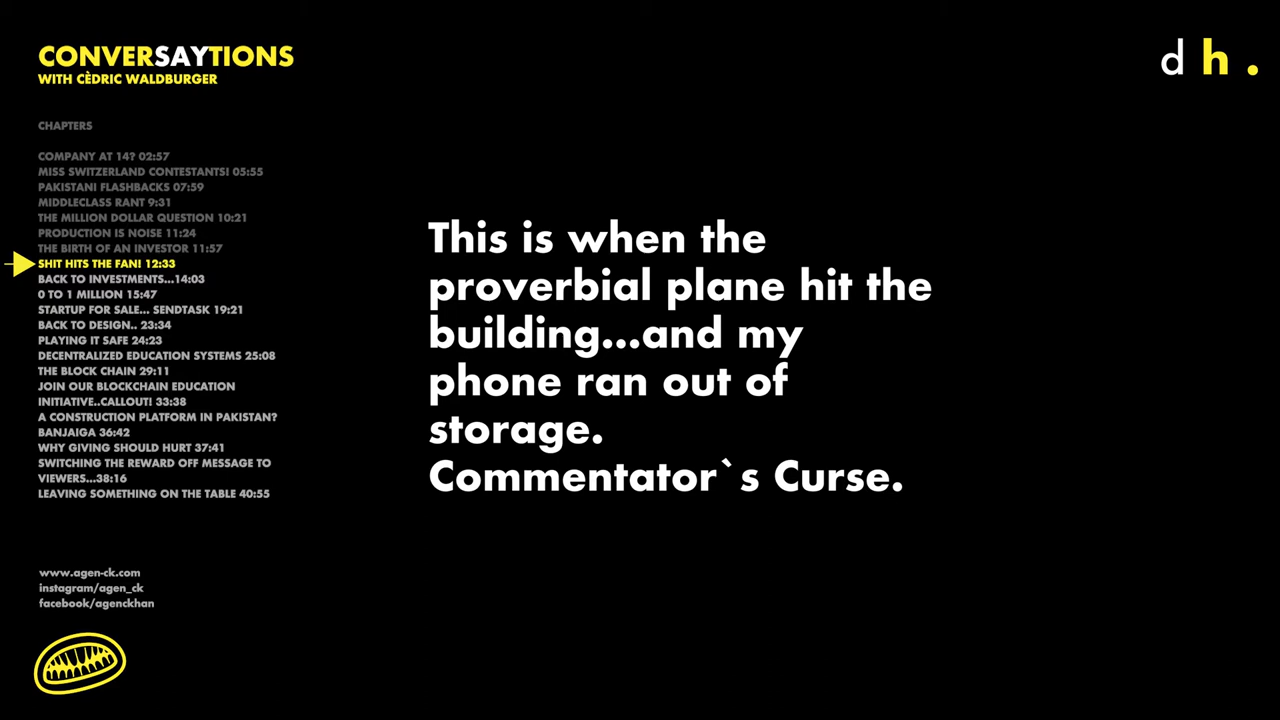 CONVERSAYTIONS
WITH CÈDRIC WALDBURGER
d h .
CHAPTERS
COMPANY AT 14? 02:57
MISS SWITZERLAND CONTESTANTS! 05:55
PAKISTANI FLASHBACKS 07:59
MIDDLECLASS RANT 9:31
THE MILLION DOLLAR QUESTION 10:21
PRODUCTION IS NOISE 11:24
THE BIRTH OF AN INVESTOR 11:57
SHIT HITS THE FAN! 12:33
BACK TO INVESTMENTS...14:03
0 TO 1 MILLION 15:47
STARTUP FOR SALE... SENDTASK 19:21
BACK TO DESIGN.. 23:34
PLAYING IT SAFE 24:23
DECENTRALIZED EDUCATION SYSTEMS 25:08
THE BLOCK CHAIN 29:11
JOIN OUR BLOCKCHAIN EDUCATION
INITIATIVE..CALLOUT! 33:38
A CONSTRUCTION PLATFORM IN PAKISTAN?
BANJAIGA 36:42
WHY GIVING SHOULD HURT 37:41
SWITCHING THE REWARD OFF MESSAGE TO
VIEWERS...38:16
LEAVING SOMETHING ON THE TABLE 40:55
This is when the
proverbial plane hit the
building...and my
phone ran out of
storage.
Commentator`s Curse.
www.agen-ck.com
instagram/agen_ck
facebook/agenckhan